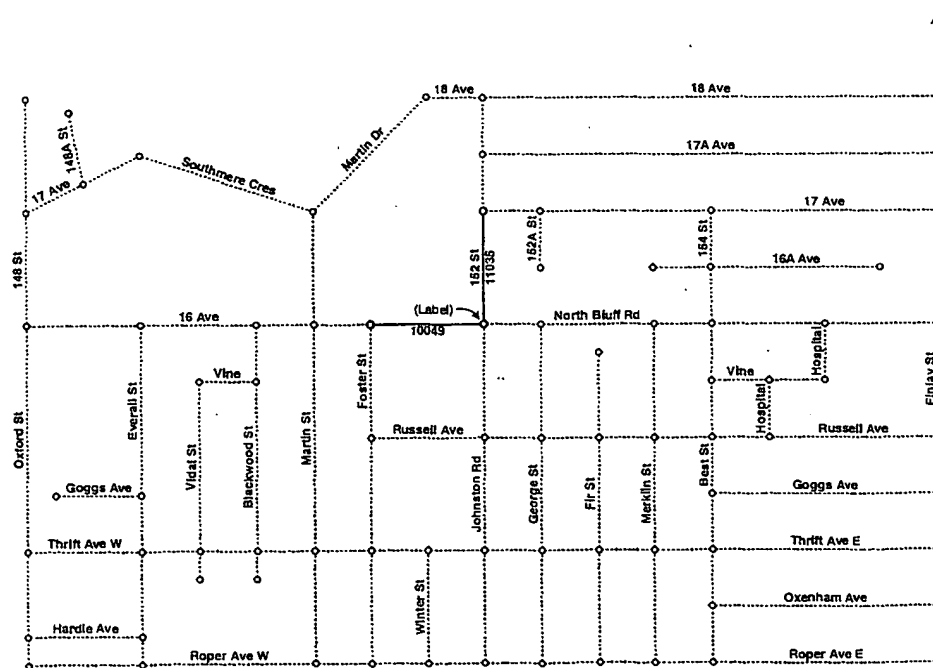 18 Ave
18 Ave
148A St
Martin Dr
17A Ave
Southmere Cres
17 Ave
17 Ave
152A St
154 St
148 St
152 St
11035
16A Ave
(Label)
16 Ave
10049
North Bluff Rd
Hospital
Vine
Vine
Foster St
Finlay St
Everall St
Oxford St
Martin St
Hospital
Russell Ave
Russell Ave
Vidal St
Blackwood St
Johnston Rd
George St
Fir St
Merklin St
Best St
Goggs Ave
Goggs Ave
Thrift Ave W
Thrift Ave E
Winter St
Oxenham Ave
Hardie Ave
Roper Ave W
Roper Ave E